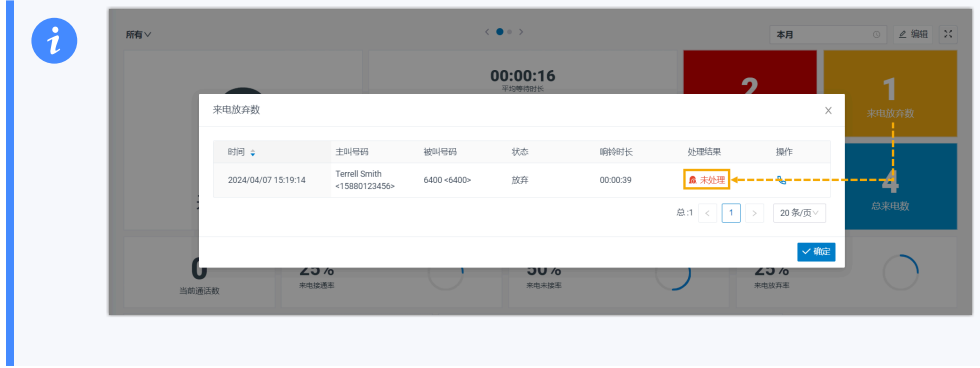 所有
本月
编辑
00:00:16
平均等待时长
2
1
来电放弃数
来电放弃数
时间 主叫号码 被叫号码 状态 响铃时长 处理结果 操作
2024/04/07 15:19:14 Terrell Smith <15880123456> 6400 <6400> 放弃 00:00:39 未处理
总:1 < 1 > 20 条/页
确定
4
总来电数
0
当前通话数
25%
来电接通率
50%
来电未接率
25%
来电放弃率